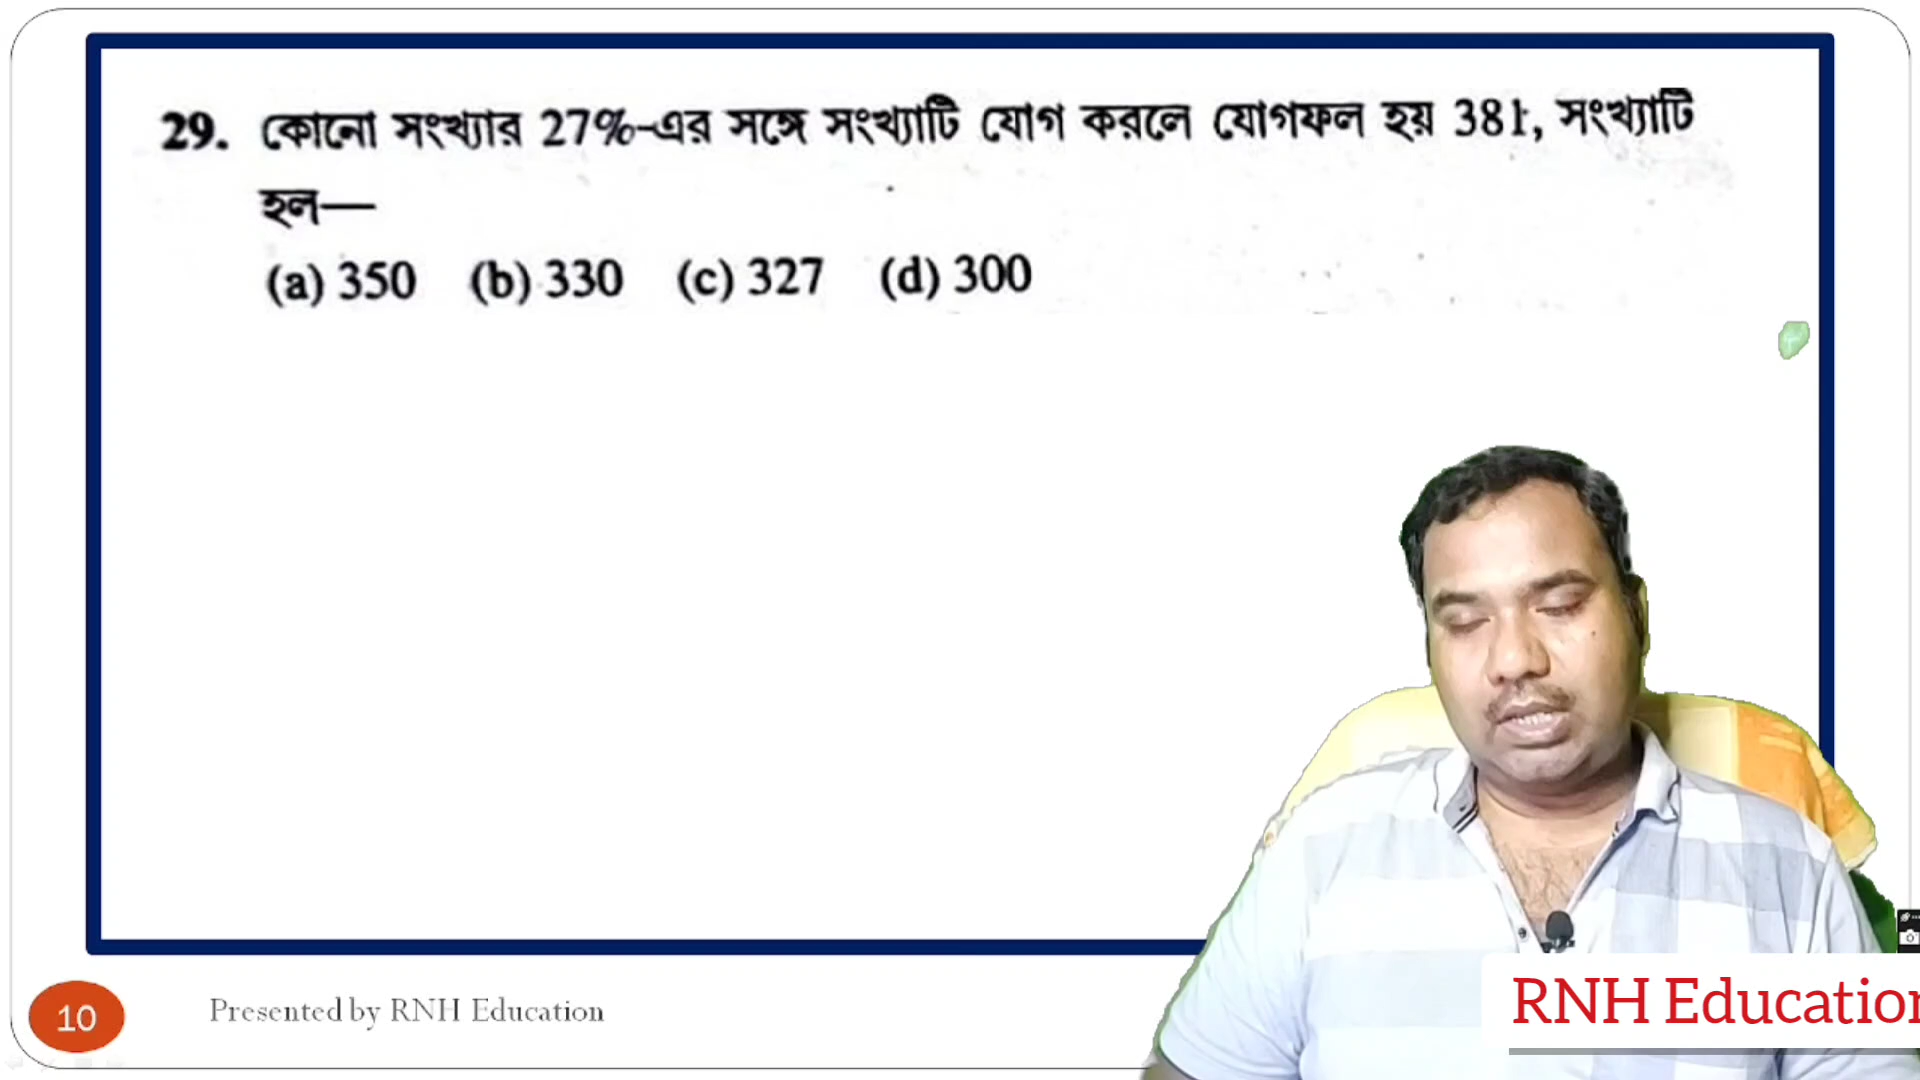 29. কোনো সংখ্যার 27%-এর সঙ্গে সংখ্যাটি যোগ করলে যোগফল হয় 381, সংখ্যাটি
হল—
(a) 350 (b) 330 (c) 327 (d) 300
10
Presented by RNH Education
RNH Education